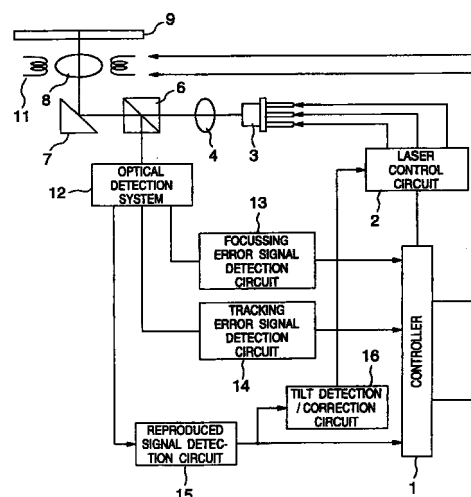 9
11
8
6
4
3
7
LASER
CONTROL
CIRCUIT
2
12
OPTICAL
DETECTION
SYSTEM
13
FOCUSSING
ERROR SIGNAL
DETECTION
CIRCUIT
TRACKING
ERROR SIGNAL
DETECTION
CIRCUIT
14
CONTROLLER
16
TILT DETECTION
/ CORRECTION
CIRCUIT
REPRODUCED
SIGNAL DETEC-
TION CIRCUIT
15
1